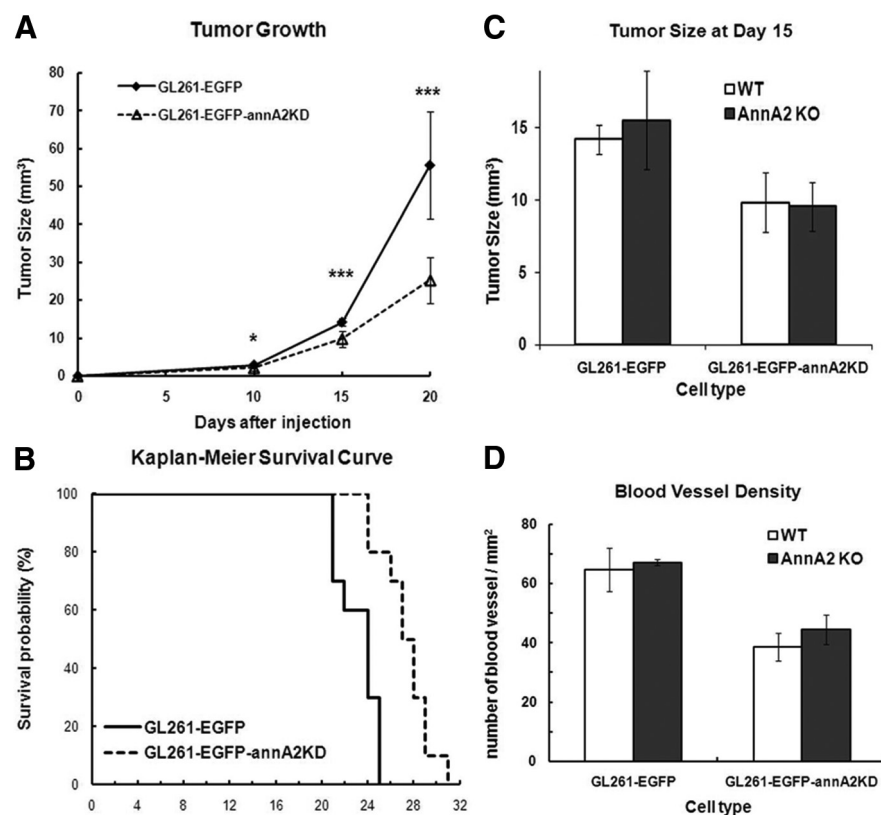 A
Tumor Growth
GL261-EGFP
GL261-EGFP-annA2KD
80
70
60
50
40
30
20
10
0
Tumor Size (mm³)
*
***
***
0
5
10
15
20
Days after injection
B
Kaplan-Meier Survival Curve
100
80
60
40
20
0
Survival probability (%)
GL261-EGFP
GL261-EGFP-annA2KD
0
4
8
12
16
20
24
28
32
C
Tumor Size at Day 15
WT
AnnA2 KO
15
10
5
0
Tumor Size (mm³)
GL261-EGFP
GL261-EGFP-annA2KD
Cell type
D
Blood Vessel Density
WT
AnnA2 KO
80
60
40
20
0
number of blood vessel / mm²
GL261-EGFP
GL261-EGFP-annA2KD
Cell type